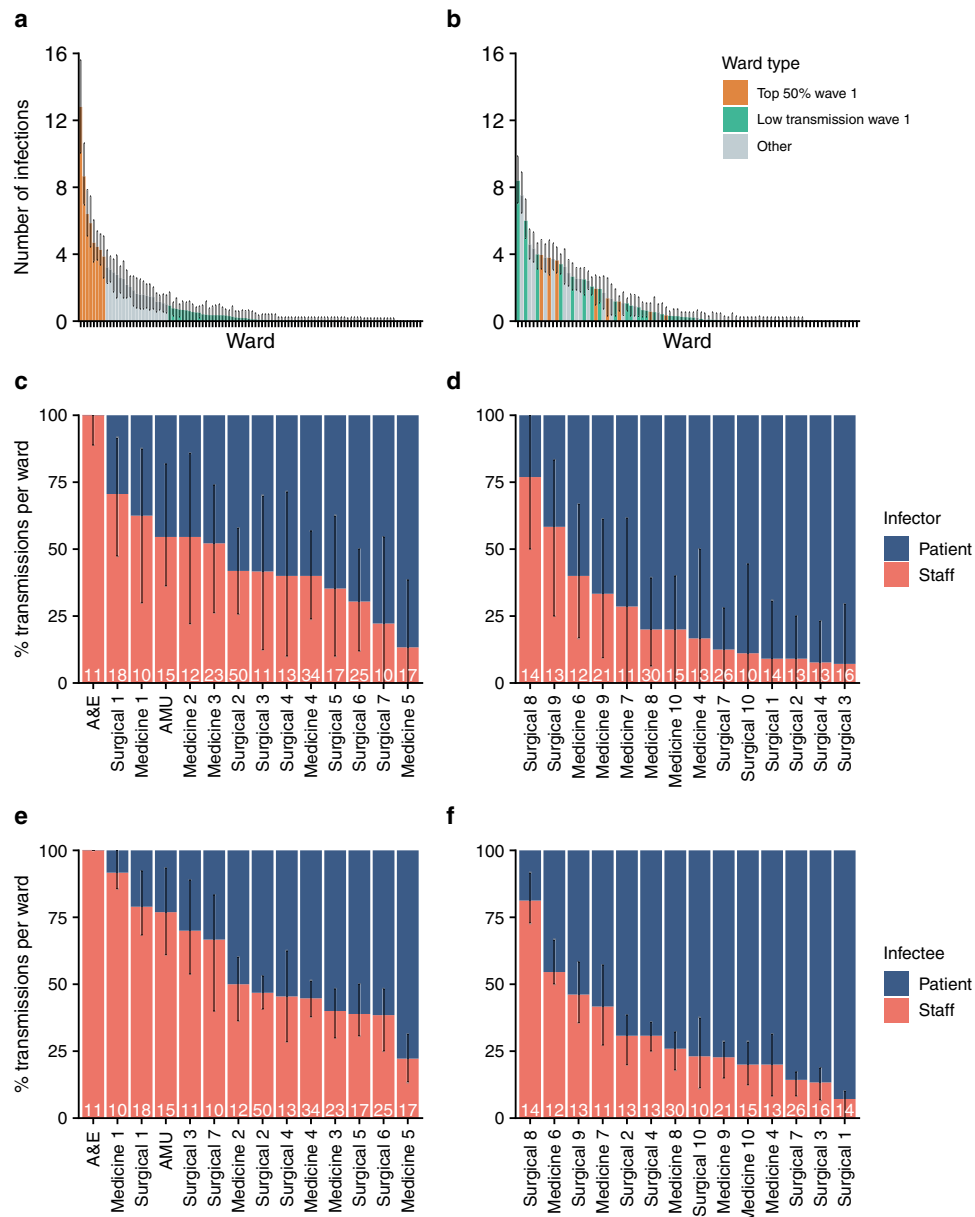 a
16
12
8
4
0
Number of infections
Ward
b
16
12
8
4
0
Ward
Ward type
Top 50% wave 1
Low transmission wave 1
Other
c
100
75
50
25
0
% transmissions per ward
11 18 10 15 12 23 50 11 13 34 17 25 10 17
A&E
Surgical 1
Medicine 1
AMU
Medicine 2
Medicine 3
Surgical 2
Surgical 3
Surgical 4
Medicine 4
Surgical 5
Surgical 6
Surgical 7
Medicine 5
d
100
75
50
25
0
14 13 12 21 11 30 15 13 26 10 14 13 13 16
Surgical 8
Surgical 9
Medicine 6
Medicine 9
Medicine 7
Medicine 8
Medicine 10
Medicine 4
Surgical 7
Surgical 10
Surgical 1
Surgical 2
Surgical 4
Surgical 3
Infector
Patient
Staff
e
100
75
50
25
0
% transmissions per ward
11 10 18 15 11 10 12 50 13 34 23 17 25 17
A&E
Medicine 1
Surgical 1
AMU
Surgical 3
Surgical 7
Medicine 2
Surgical 2
Surgical 4
Medicine 4
Medicine 3
Surgical 5
Surgical 6
Medicine 5
f
100
75
50
25
0
14 12 13 11 13 13 30 10 21 15 13 26 16 14
Surgical 8
Medicine 6
Surgical 9
Medicine 7
Surgical 2
Surgical 4
Medicine 8
Surgical 10
Medicine 9
Medicine 10
Medicine 4
Surgical 7
Surgical 3
Surgical 1
Infectee
Patient
Staff